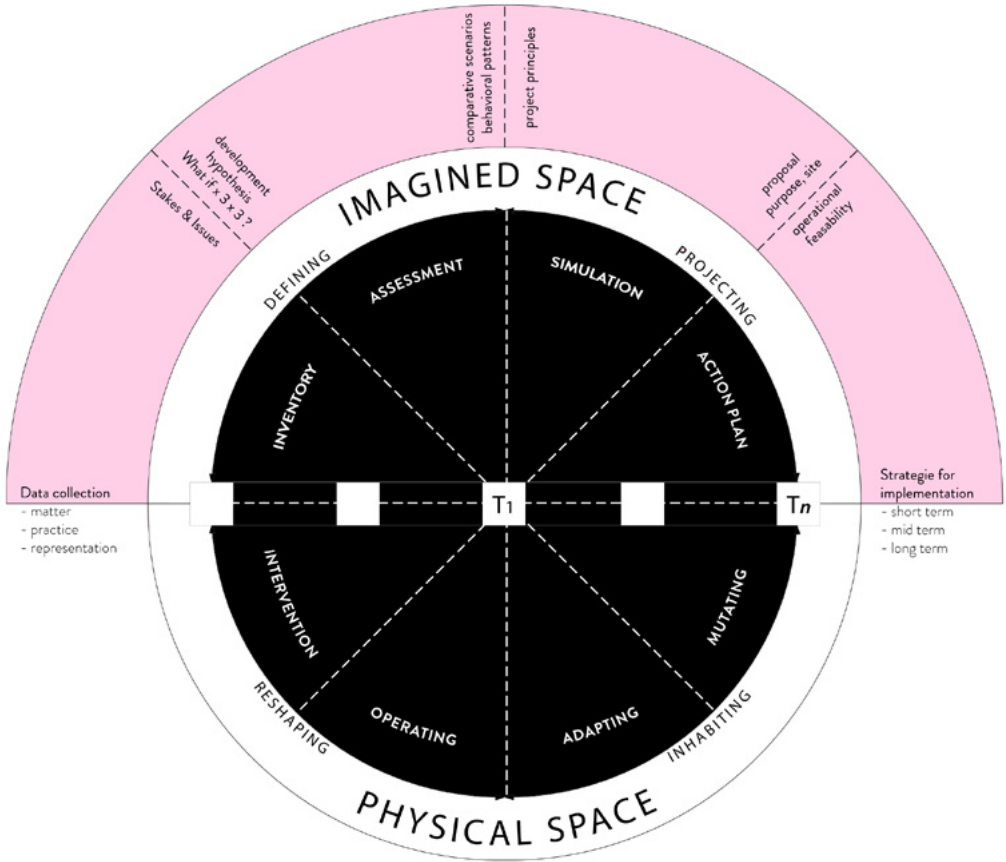 comparative scenarios
behavioral patterns
project principles
development
hypothesis
What if x 3 x 3 ?
Stakes & Issues
proposal
purpose, site
operational
feasability
IMAGINED SPACE
DEFINING
PROJECTING
ASSESSMENT
SIMULATION
INVENTORY
ACTION PLAN
Data collection
- matter
- practice
- representation
T1
Tn
Strategie for
implementation
- short term
- mid term
- long term
INTERVENTION
MUTATING
OPERATING
ADAPTING
RESHAPING
INHABITING
PHYSICAL SPACE